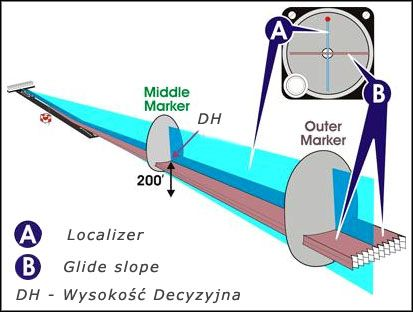 A
B
Middle
Marker
DH
Outer
Marker
200'
A Localizer
B Glide slope
DH - Wysokość Decyzyjna